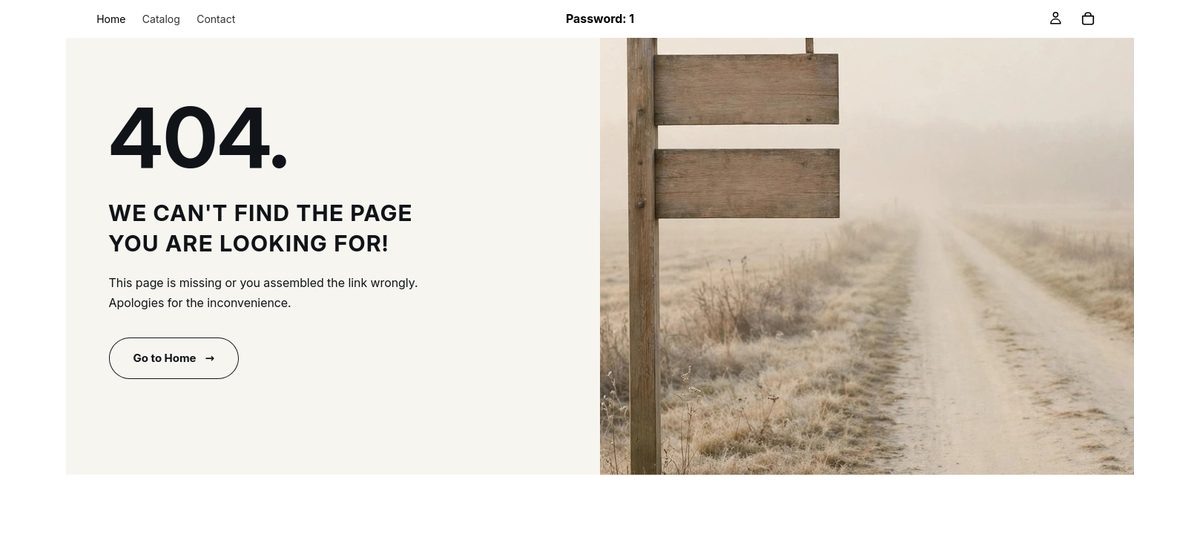 Home Catalog Contact Password: 1
404.
WE CAN'T FIND THE PAGE
YOU ARE LOOKING FOR!
This page is missing or you assembled the link wrongly.
Apologies for the inconvenience.
Go to Home →